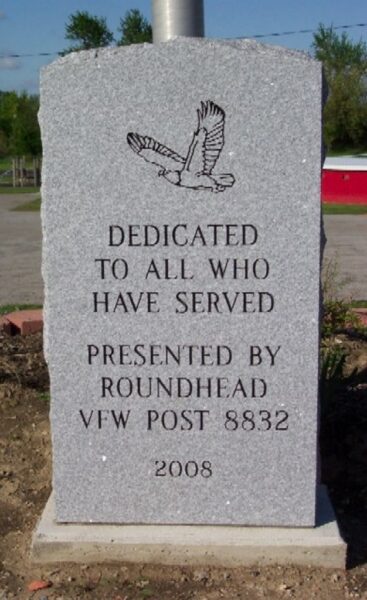 DEDICATED
TO ALL WHO
HAVE SERVED
PRESENTED BY
ROUNDHEAD
VFW POST 8832
2008